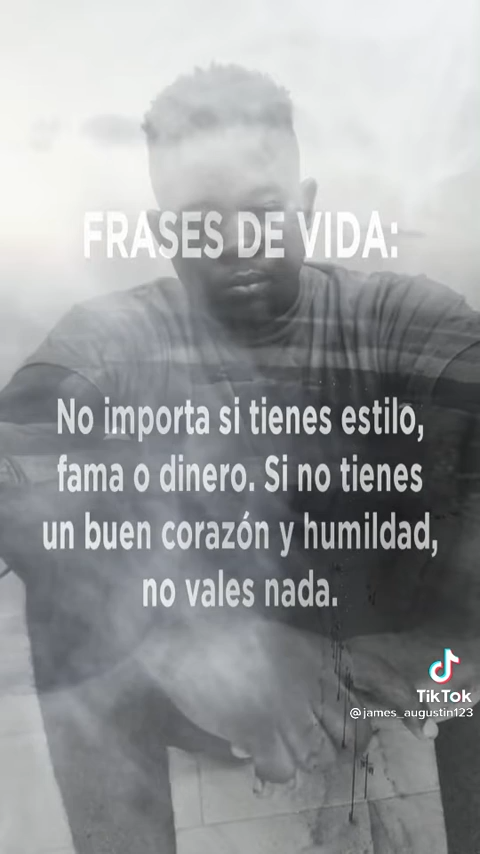 FRASES DE VIDA:
No importa si tienes estilo,
fama o dinero. Si no tienes
un buen corazón y humildad,
no vales nada.
TikTok
@james_augustin123